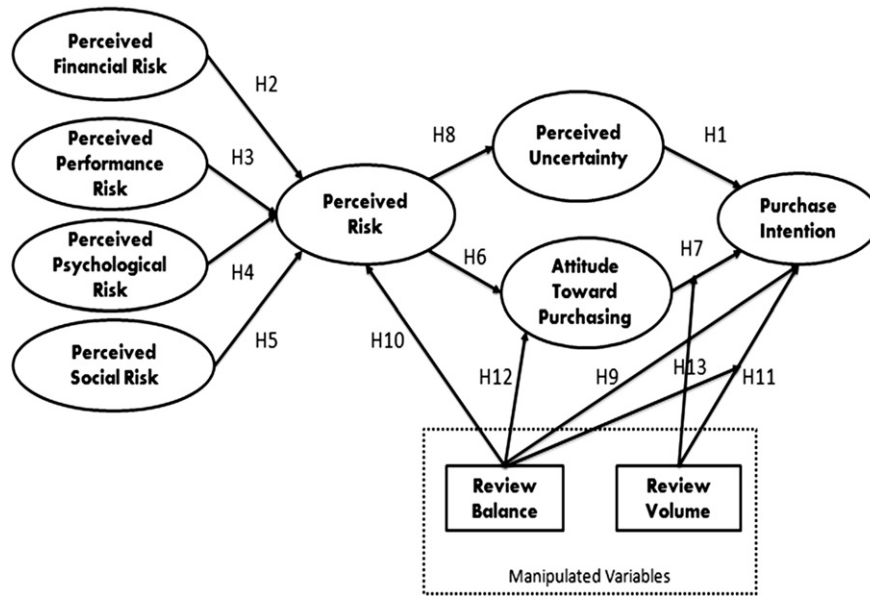 Perceived
Financial Risk
H2
Perceived
Performance
Risk
H3
Perceived
Psychological
Risk
H4
Perceived
Social Risk
H5
Perceived
Risk
H8
Perceived
Uncertainty
H1
Purchase
Intention
H6
Attitude
Toward
Purchasing
H7
H10
H12
H9
H13
H11
Review
Balance
Review
Volume
Manipulated Variables